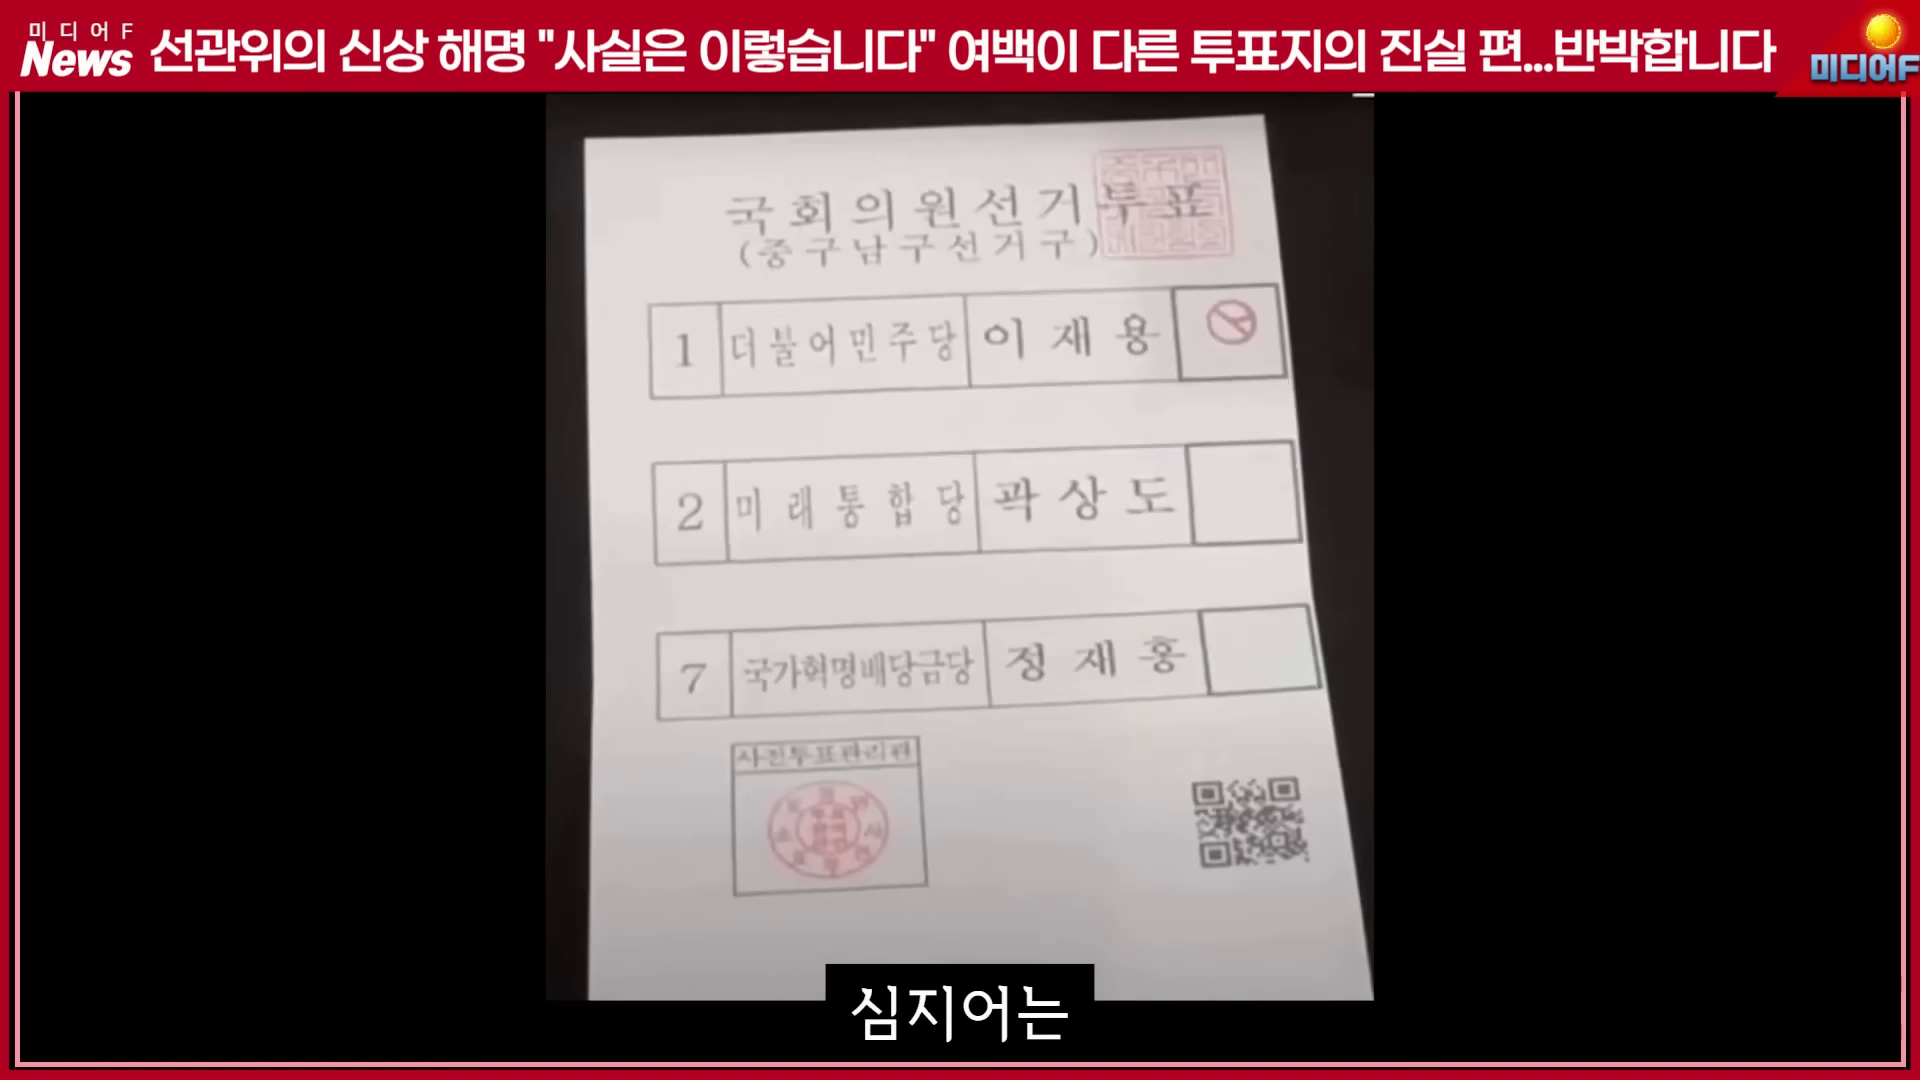 미디어F
News
선관위의 신상 해명 "사실은 이렇습니다" 여백이 다른 투표지의 진실 편...반박합니다
미디어F
국회의원선거투표
(중구남구선거구)
1 더불어민주당 이재용
2 미래통합당 곽상도
7 국가혁명배당금당 정재홍
사전투표관리관
심지어는